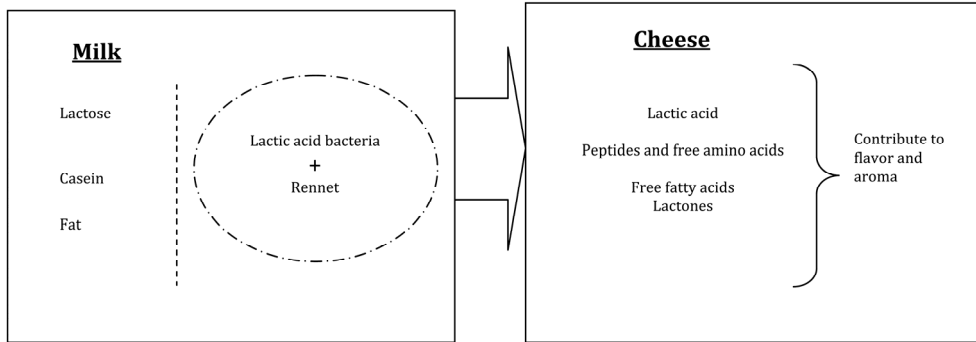 Milk
Lactose
Casein
Fat
Lactic acid bacteria
+
Rennet
Cheese
Lactic acid
Peptides and free amino acids
Free fatty acids
Lactones
Contribute to
flavor and
aroma